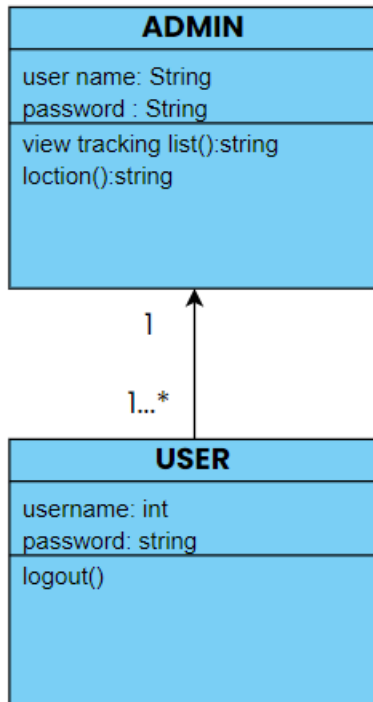 ADMIN
user name: String
password : String
view tracking list():string
loction():string
1
1...*
USER
username: int
password: string
logout()